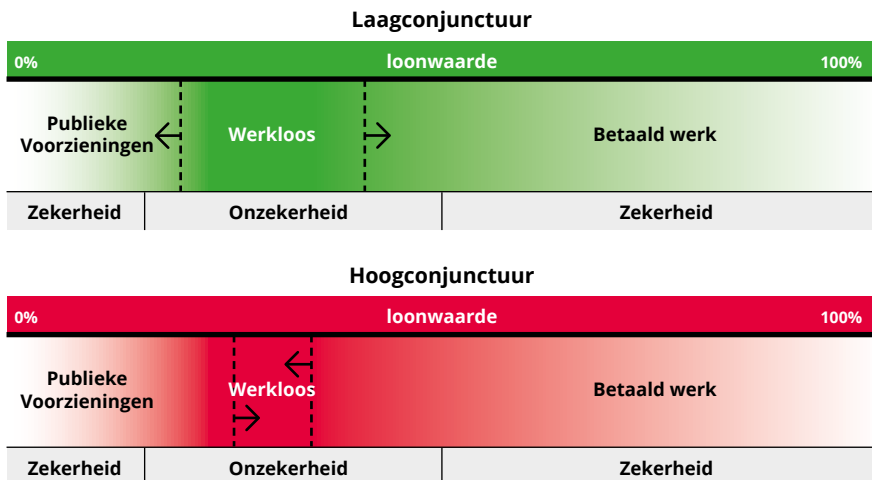 Laagconjunctuur
0% loonwaarde 100%
Publieke
Voorzieningen
Werkloos
Betaald werk
Zekerheid Onzekerheid Zekerheid
Hoogconjunctuur
0% loonwaarde 100%
Publieke
Voorzieningen
Werkloos
Betaald werk
Zekerheid Onzekerheid Zekerheid